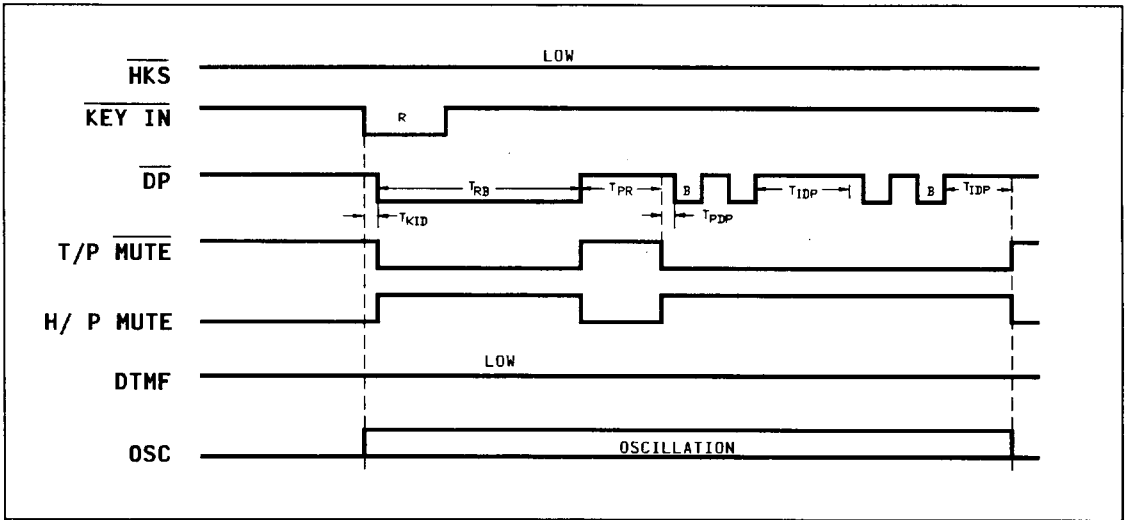 LOW
HKS
KEY IN
R
DP
TRB
TPR
B
TIDP
B
TIDP
TKID
TPDP
T/P MUTE
H/ P MUTE
LOW
DTMF
OSC
OSCILLATION